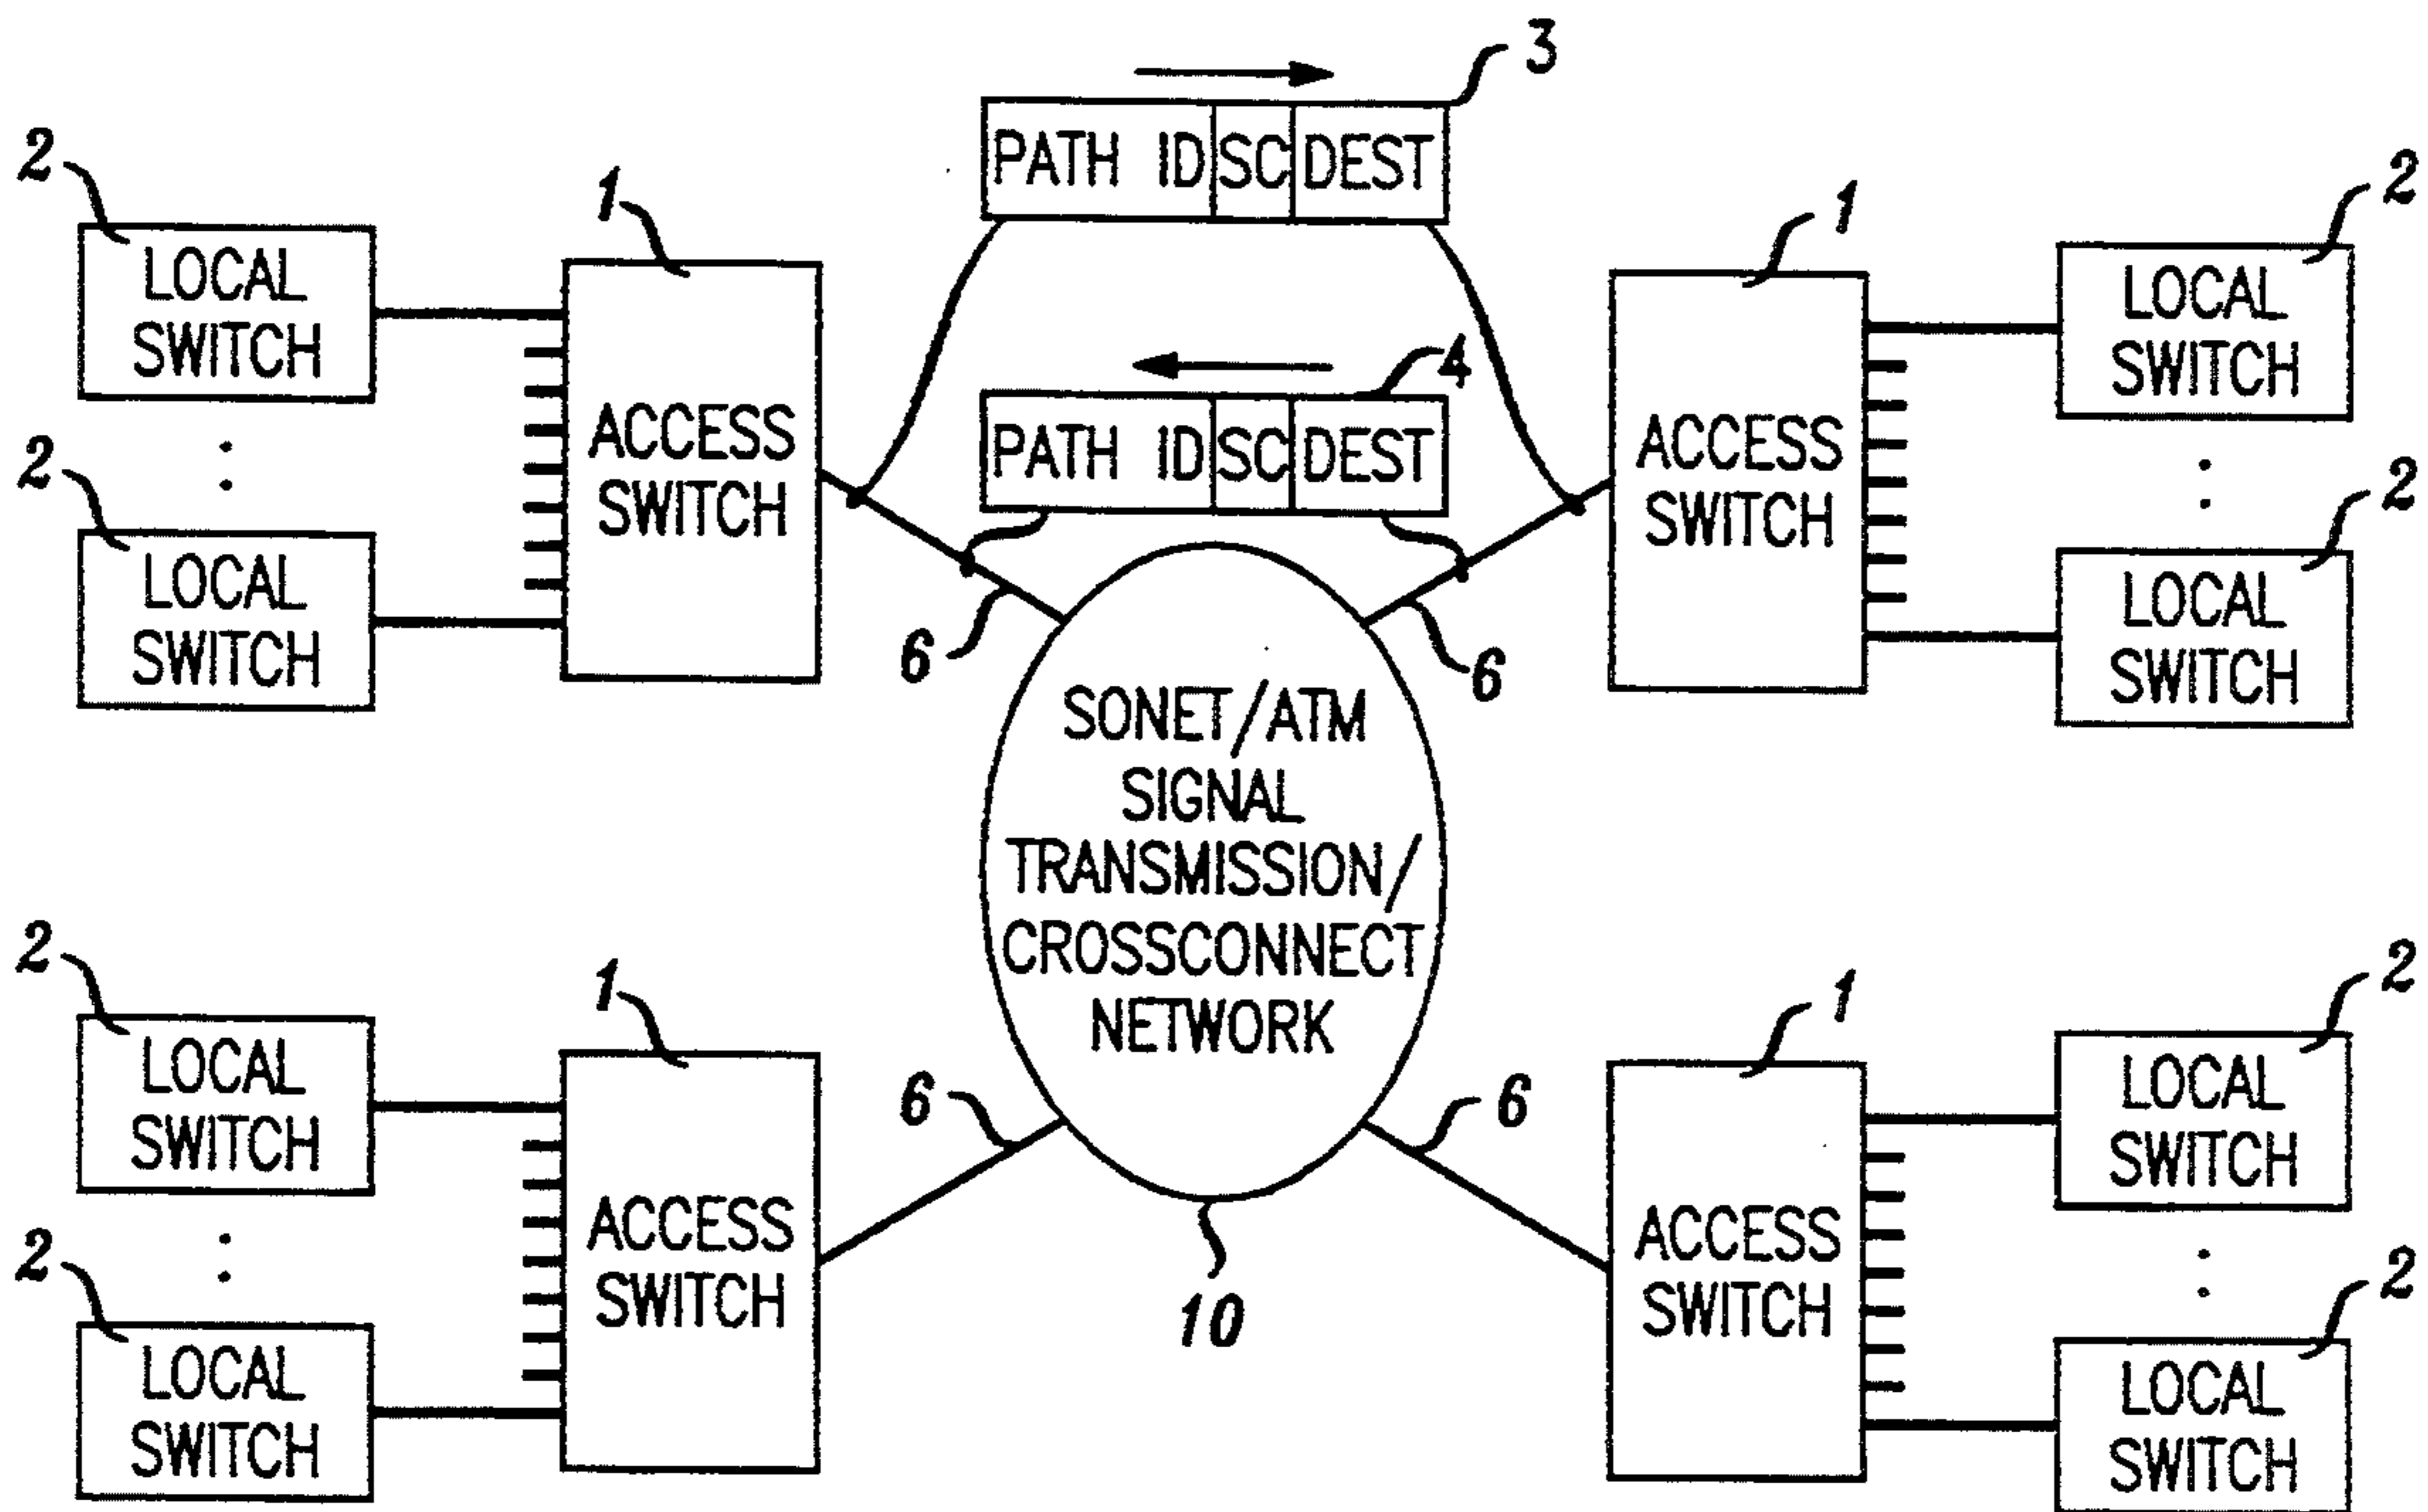 3
PATH ID SC DEST
2
LOCAL
SWITCH
1
ACCESS
SWITCH
2
LOCAL
SWITCH
4
PATH ID SC DEST
1
ACCESS
SWITCH
2
LOCAL
SWITCH
2
LOCAL
SWITCH
6
6
SONET/ATM
SIGNAL
TRANSMISSION/
CROSSCONNECT
NETWORK
10
2
LOCAL
SWITCH
1
ACCESS
SWITCH
2
LOCAL
SWITCH
6
6
1
ACCESS
SWITCH
2
LOCAL
SWITCH
2
LOCAL
SWITCH